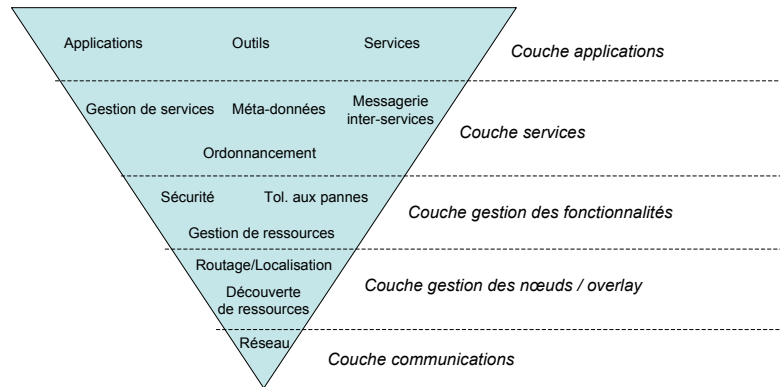 Applications Outils Services
Couche applications
Gestion de services Méta-données Messagerie
inter-services
Couche services
Ordonnancement
Sécurité Tol. aux pannes
Couche gestion des fonctionnalités
Gestion de ressources
Routage/Localisation
Couche gestion des nœuds / overlay
Découverte
de ressources
Réseau
Couche communications